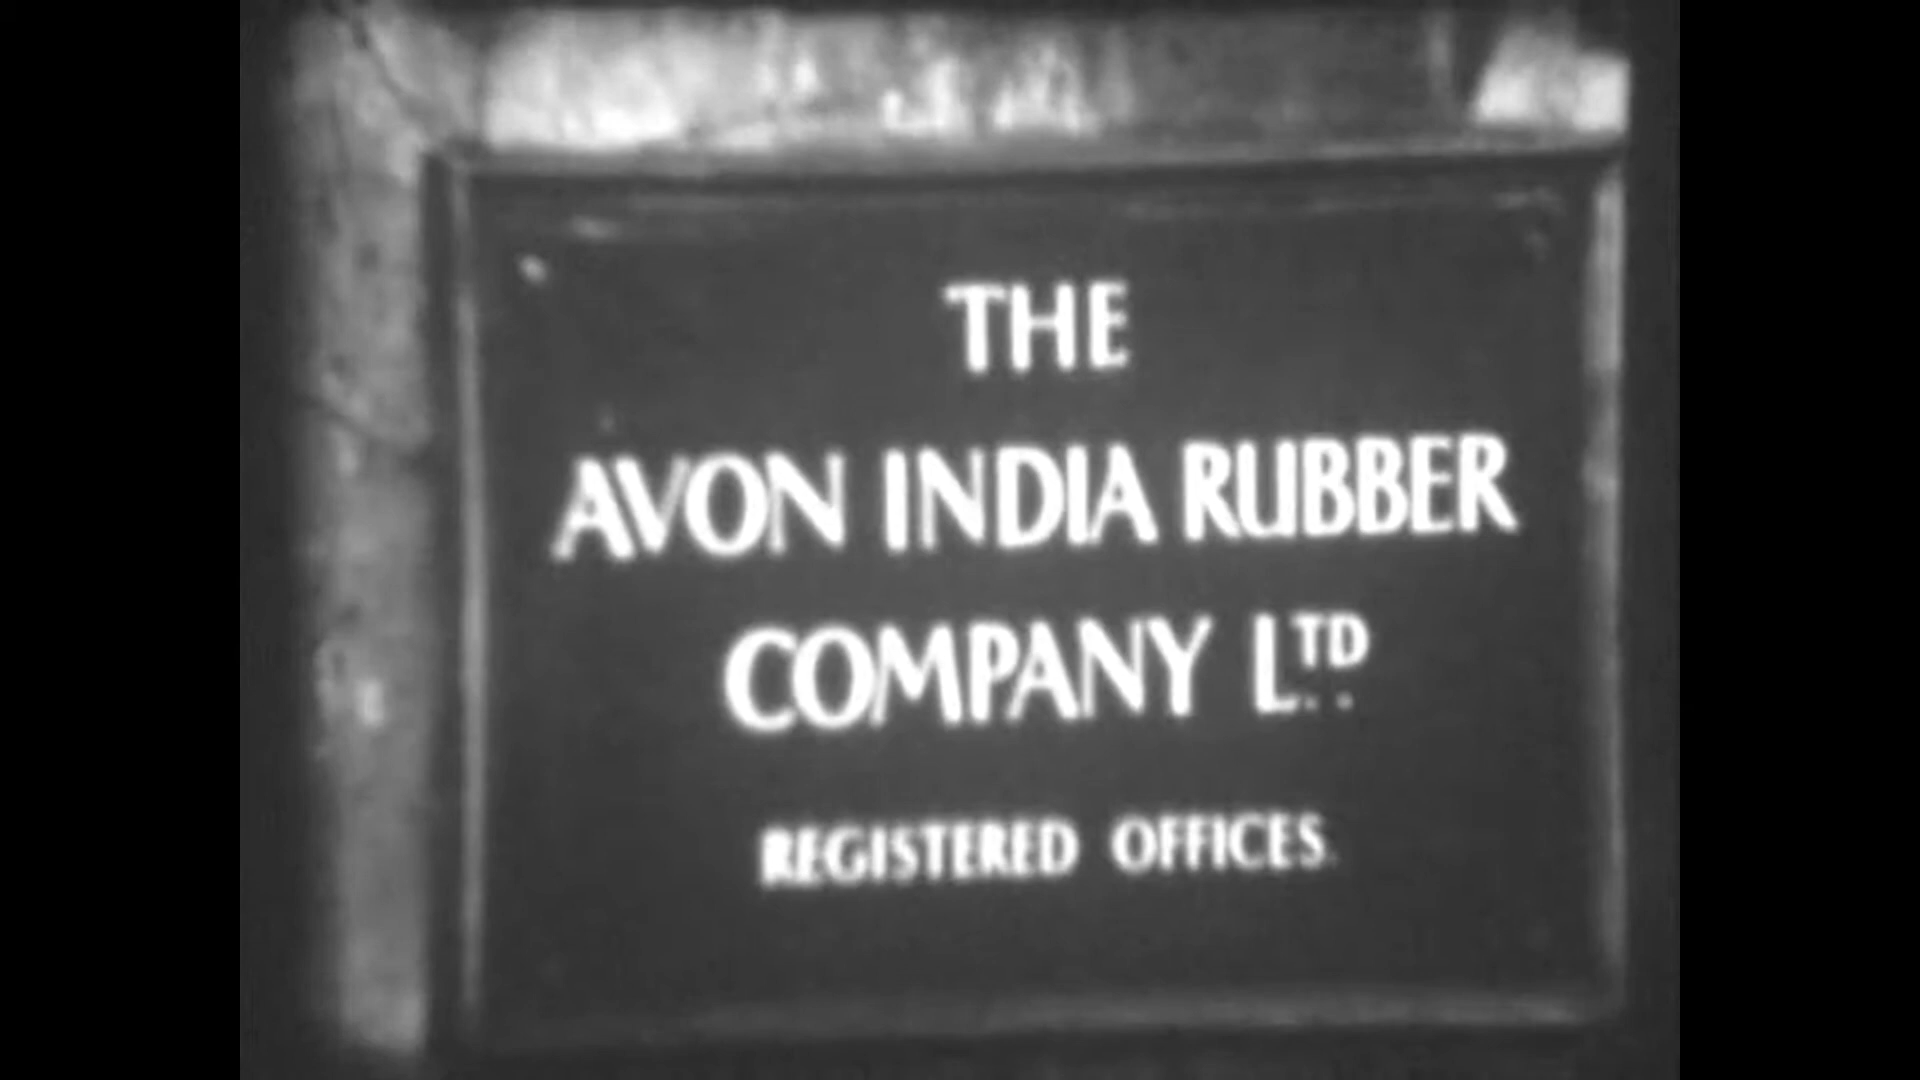 THE
AVON INDIA RUBBER
COMPANY LTD
REGISTERED OFFICES.